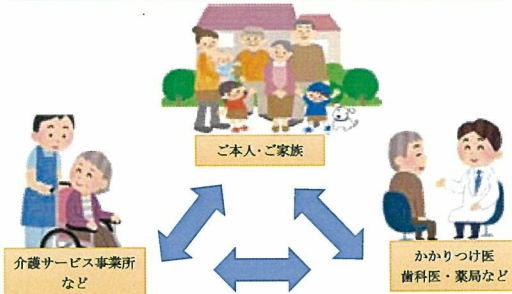 ご本人・ご家族
介護サービス事業所
など
かかりつけ医
歯科医・薬局など